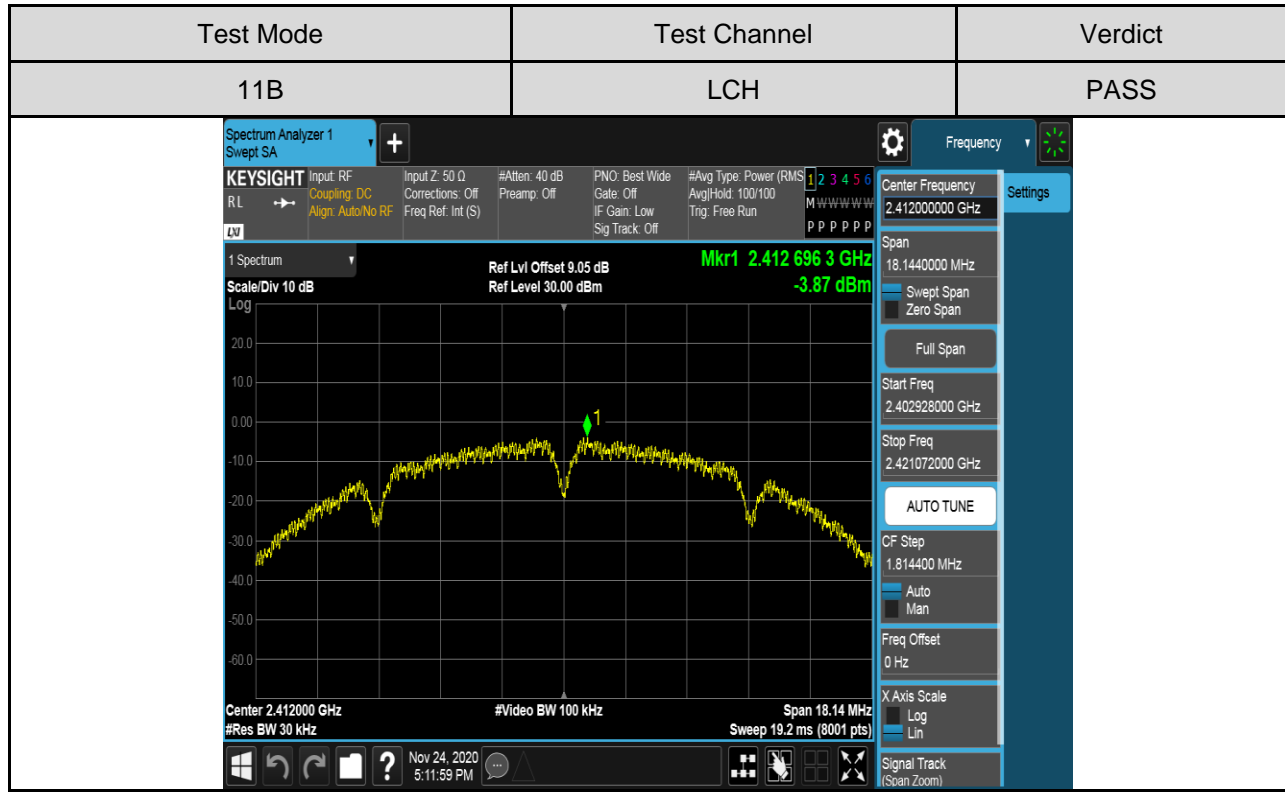 Test Mode Test Channel Verdict
11B LCH PASS
Spectrum Analyzer 1
Swept SA
+
Frequency
KEYSIGHT
RL
LXI
Input: RF
Coupling: DC
Align: Auto/No RF
Input Z: 50 Ω
Corrections: Off
Freq Ref: Int (S)
#Atten: 40 dB
Preamp: Off
PNO: Best Wide
Gate: Off
IF Gain: Low
Sig Track: Off
#Avg Type: Power (RMS
Avg|Hold: 100/100
Trig: Free Run
1 2 3 4 5 6
M W W W W W
P P P P P P
1 Spectrum
Scale/Div 10 dB
Ref Lvl Offset 9.05 dB
Ref Level 30.00 dBm
Mkr1 2.412 696 3 GHz
-3.87 dBm
Log
20.0
10.0
0.00
-10.0
-20.0
-30.0
-40.0
-50.0
-60.0
1
Center 2.412000 GHz
#Res BW 30 kHz
#Video BW 100 kHz
Span 18.14 MHz
Sweep 19.2 ms (8001 pts)
Center Frequency
2.412000000 GHz
Span
18.1440000 MHz
Swept Span
Zero Span
Full Span
Start Freq
2.402928000 GHz
Stop Freq
2.421072000 GHz
AUTO TUNE
CF Step
1.814400 MHz
Auto
Man
Freq Offset
0 Hz
X Axis Scale
Log
Lin
Signal Track
(Span Zoom)
Settings
?
Nov 24, 2020
5:11:59 PM